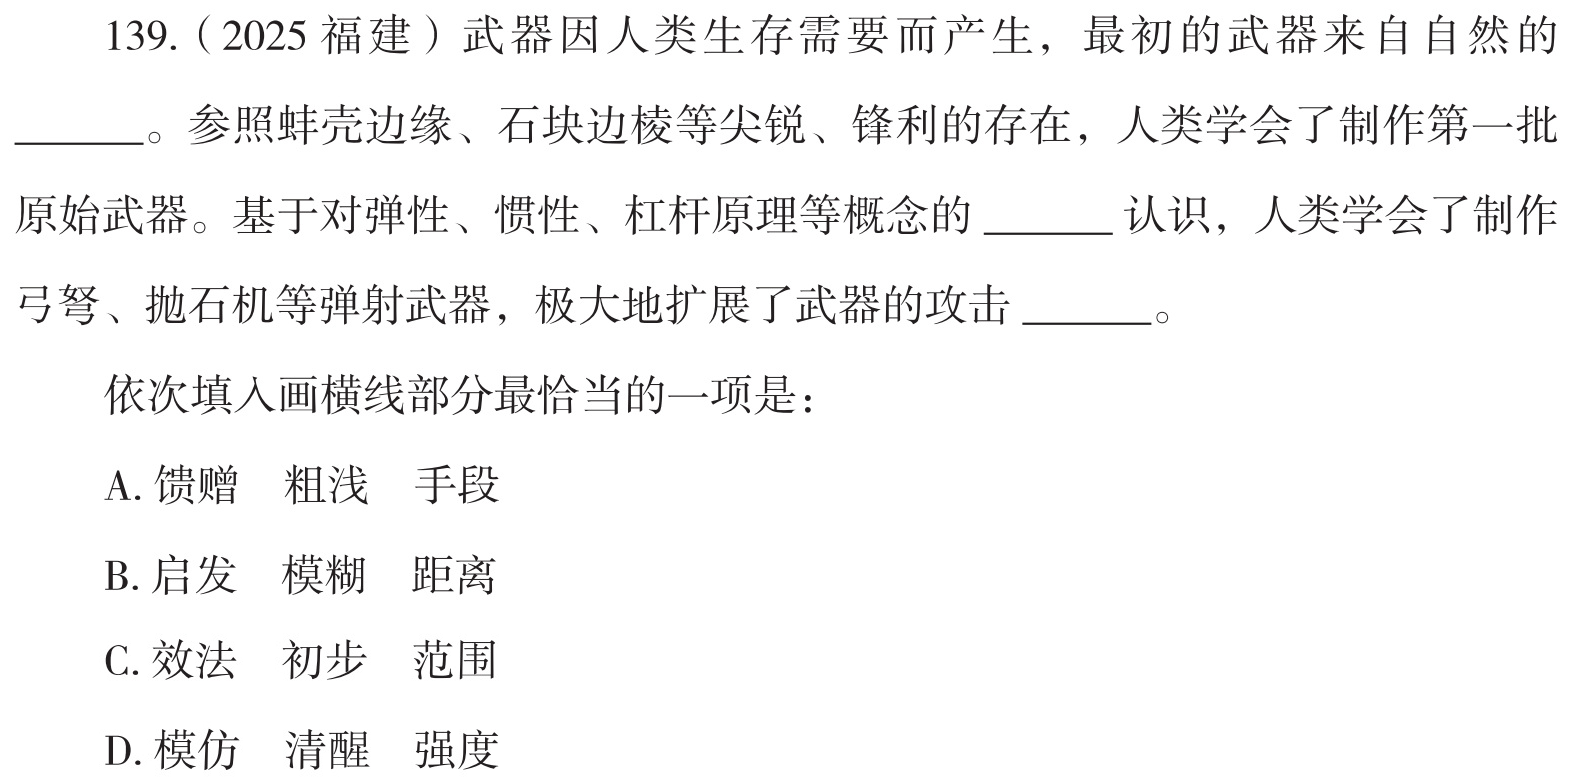 139.（2025 福建）武器因人类生存需要而产生，最初的武器来自自然的
______。参照蚌壳边缘、石块边棱等尖锐、锋利的存在，人类学会了制作第一批
原始武器。基于对弹性、惯性、杠杆原理等概念的 ______ 认识，人类学会了制作
弓弩、抛石机等弹射武器，极大地扩展了武器的攻击 ______。
依次填入画横线部分最恰当的一项是：
A. 馈赠　粗浅　手段
B. 启发　模糊　距离
C. 效法　初步　范围
D. 模仿　清醒　强度